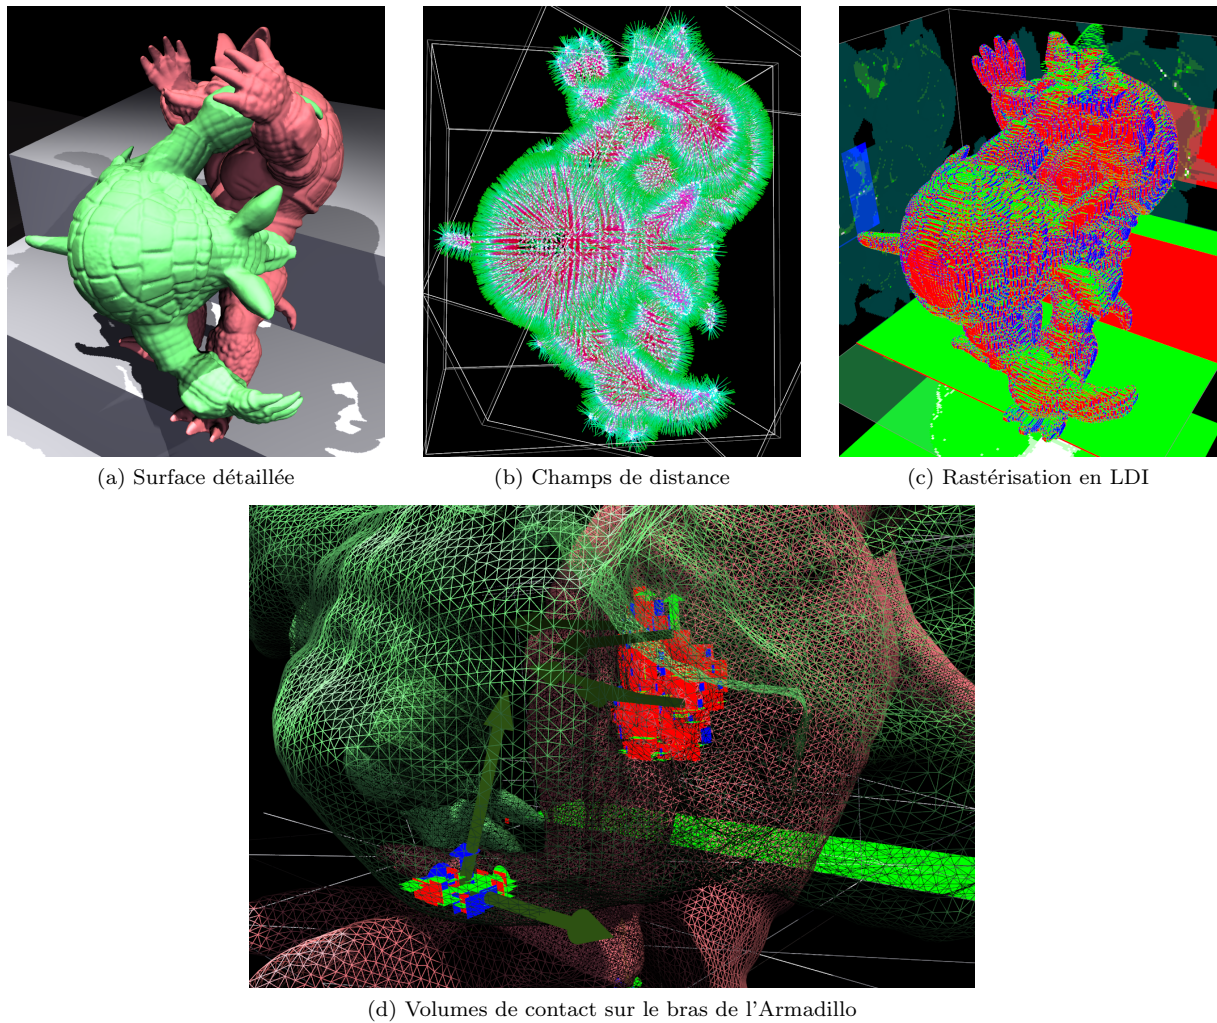 (a) Surface détaillée
(b) Champs de distance
(c) Rastérisation en LDI
(d) Volumes de contact sur le bras de l'Armadillo